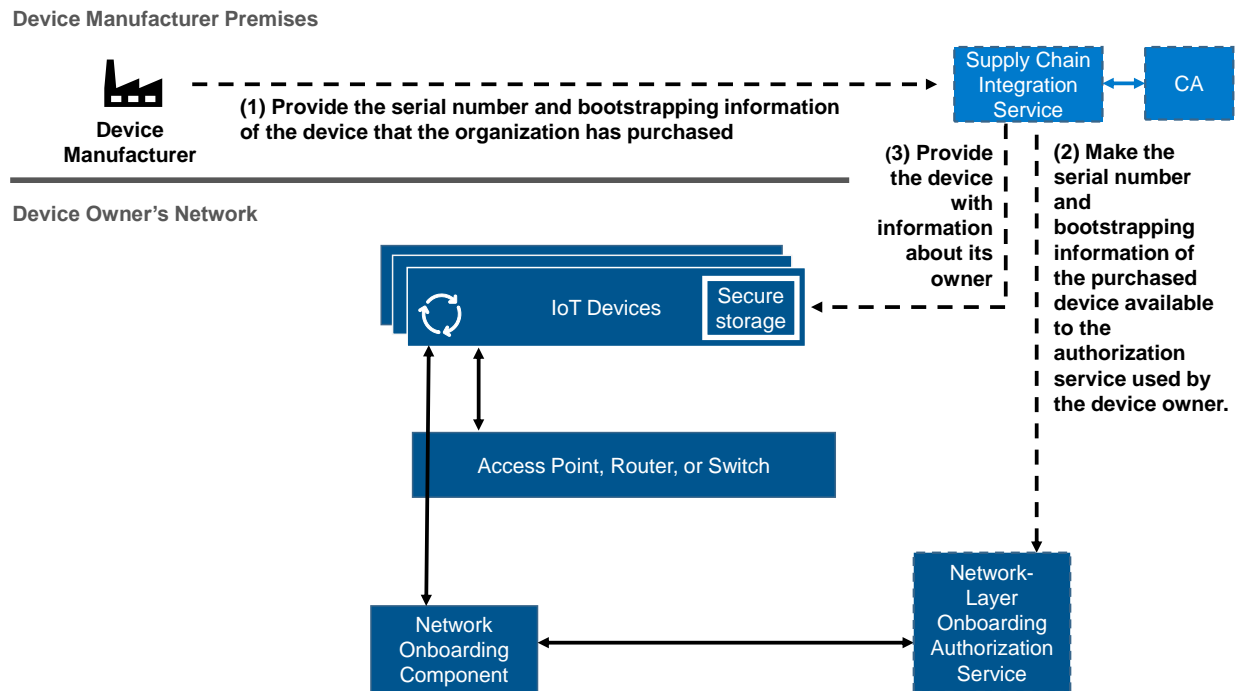 Device Manufacturer Premises
Supply Chain
Integration
Service
CA
(1) Provide the serial number and bootstrapping information
of the device that the organization has purchased
Device
Manufacturer
(3) Provide
the device
with
information
about its
owner
(2) Make the
serial number
and
bootstrapping
information of
the purchased
device available
to the
authorization
service used by
the device owner.
Device Owner’s Network
IoT Devices
Secure
storage
Access Point, Router, or Switch
Network
Onboarding
Component
Network-
Layer
Onboarding
Authorization
Service